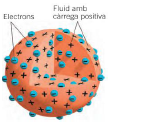 Electrons
Fluid amb
càrrega positiva